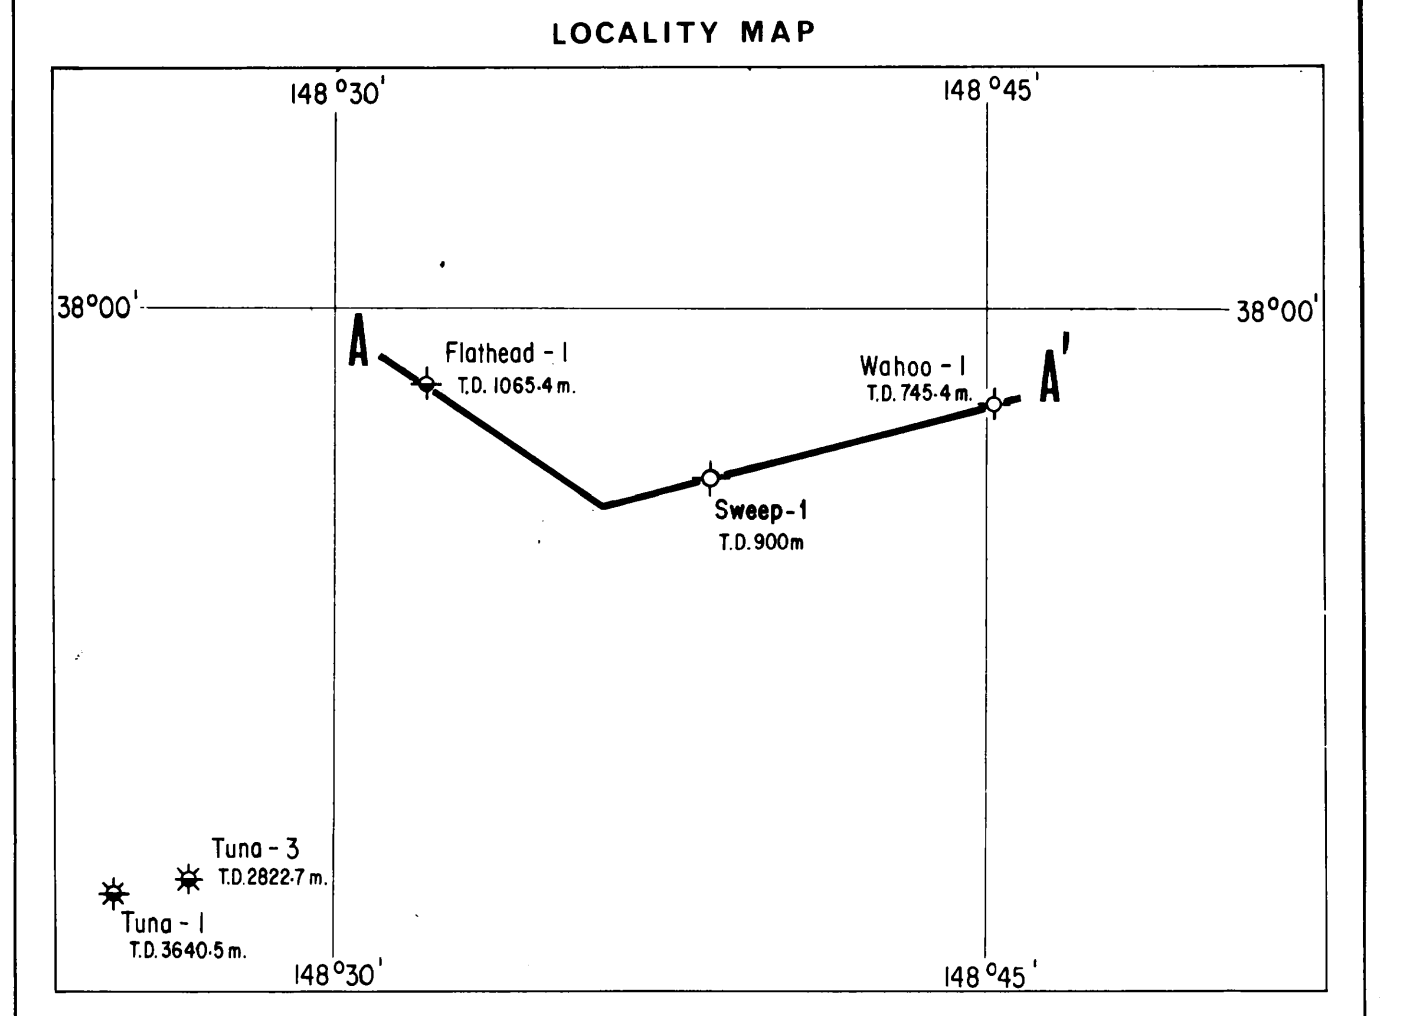 LOCALITY MAP
148°30'
148°45'
38°00'
38°00'
A
Flathead - 1
T.D. 1065·4 m.
Wahoo - 1
T.D. 745·4 m.
A'
Sweep-1
T.D. 900m
Tuna - 3
T.D. 2822·7 m.
Tuna - 1
T.D. 3640·5 m.
148°30'
148°45'